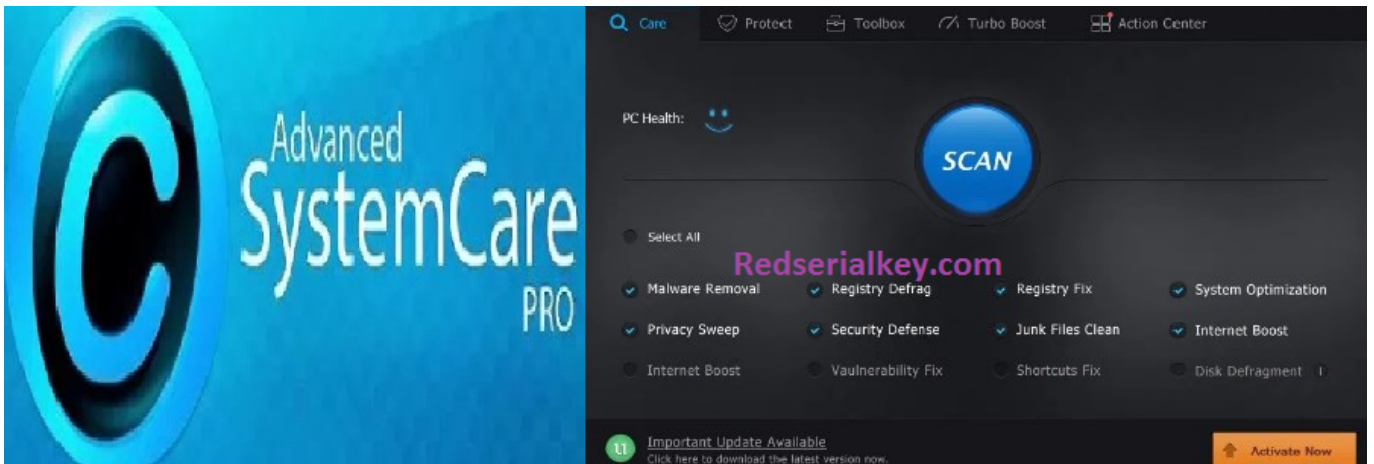 Advanced
SystemCare
PRO
Care Protect Toolbox Turbo Boost Action Center
PC Health:
SCAN
Select All
Redserialkey.com
Malware Removal Registry Defrag Registry Fix System Optimization
Privacy Sweep Security Defense Junk Files Clean Internet Boost
Internet Boost Vaulnerability Fix Shortcuts Fix Disk Defragment
Important Update Available
Click here to download the latest version now.
Activate Now